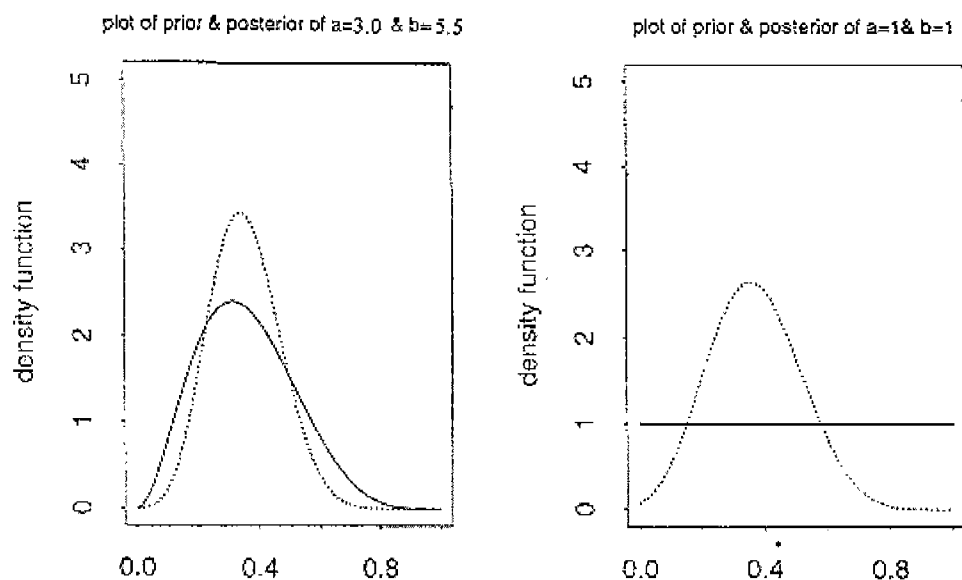 plot of prior & posterior of a=3.0 & b=5.5
density function
5
4
3
2
1
0
0.0 0.4 0.8
plot of prior & posterior of a=1& b=1
density function
5
4
3
2
1
0
0.0 0.4 0.8